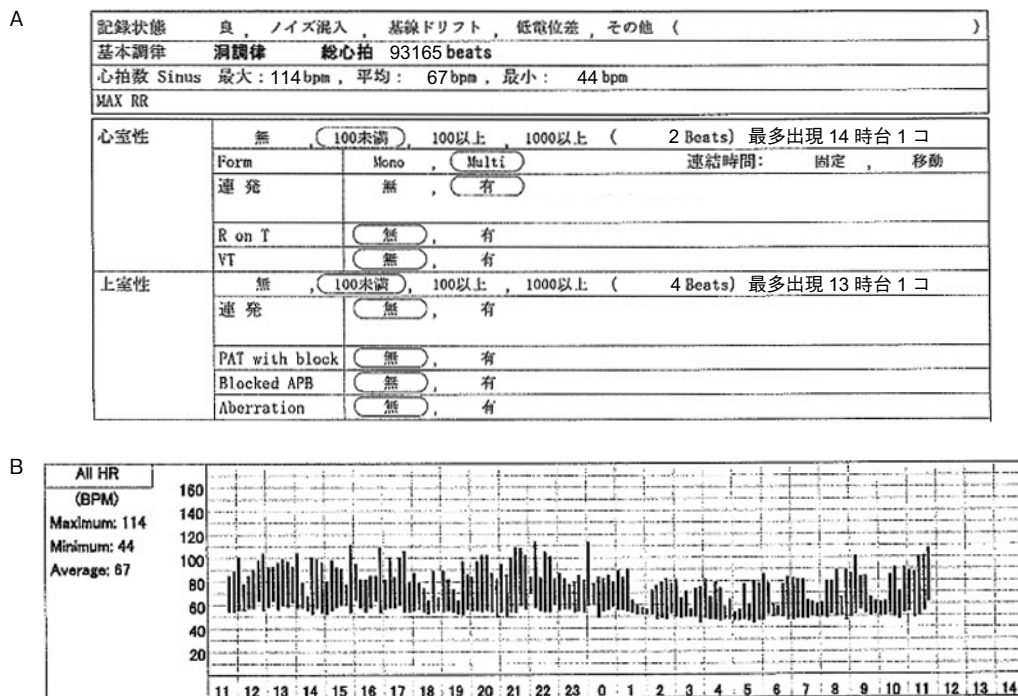 A
記録状態 良 , ノイズ混入 , 基線ドリフト , 低電位差 , その他 ( )
基本調律 洞調律 総心拍 93165 beats
心拍数 Sinus 最大 : 114 bpm , 平均 : 67 bpm , 最小 : 44 bpm
MAX RR
心室性 無 , 100未満 , 100以上 , 1000以上 ( 2 Beats) 最多出現 14 時台 1 コ
Form Mono , Multi 連結時間: 固定 , 移動
連 発 無 , 有
R on T 無 , 有
VT 無 , 有
上室性 無 , 100未満 , 100以上 , 1000以上 ( 4 Beats) 最多出現 13 時台 1 コ
連 発 無 , 有
PAT with block 無 , 有
Blocked APB 無 , 有
Aberration 無 , 有
B
All HR
(BPM)
Maximum: 114
Minimum: 44
Average: 67
160
140
120
100
80
60
40
20
11 12 13 14 15 16 17 18 19 20 21 22 23 0 1 2 3 4 5 6 7 8 9 10 11 12 13 14